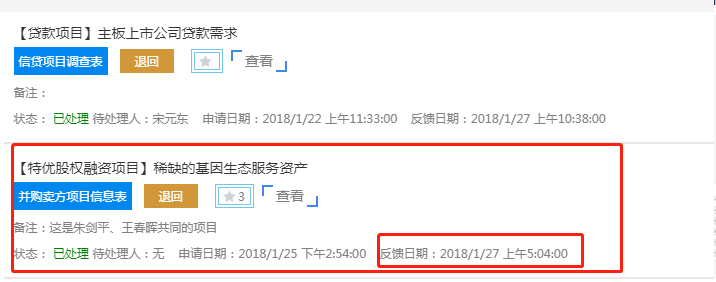 【贷款项目】主板上市公司贷款需求
信贷项目调查表 退回 查看
备注：
状态： 已处理 待处理人：宋元东 申请日期：2018/1/22 上午11:33:00 反馈日期：2018/1/27 上午10:38:00
【特优股权融资项目】稀缺的基因生态服务资产
并购卖方项目信息表 退回 3 查看
备注：这是朱剑平、王春晖共同的项目
状态： 已处理 待处理人：无 申请日期：2018/1/25 下午2:54:00 反馈日期：2018/1/27 上午5:04:00